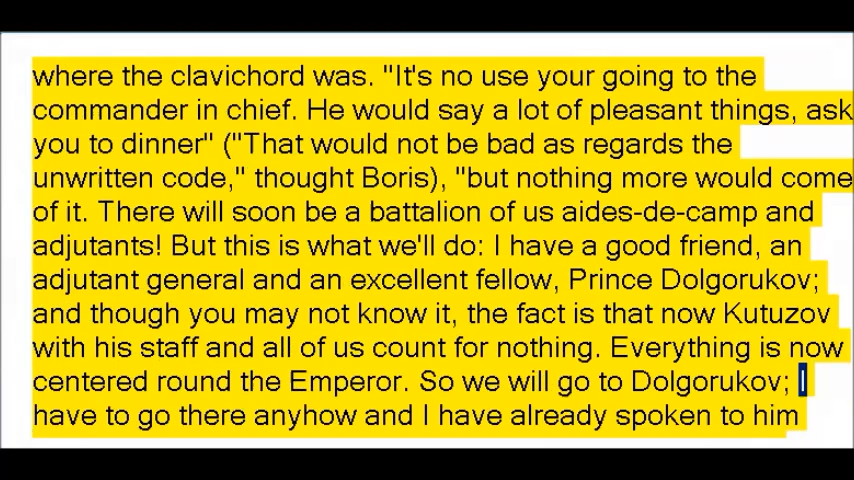 where the clavichord was. "It's no use your going to the
commander in chief. He would say a lot of pleasant things, ask
you to dinner" ("That would not be bad as regards the
unwritten code," thought Boris), "but nothing more would come
of it. There will soon be a battalion of us aides-de-camp and
adjutants! But this is what we'll do: I have a good friend, an
adjutant general and an excellent fellow, Prince Dolgorukov;
and though you may not know it, the fact is that now Kutuzov
with his staff and all of us count for nothing. Everything is now
centered round the Emperor. So we will go to Dolgorukov; I
have to go there anyhow and I have already spoken to him